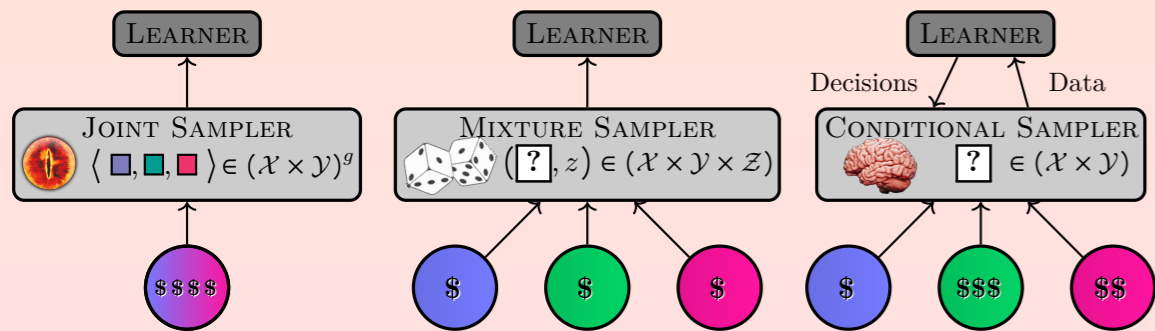 LEARNER
JOINT SAMPLER
⟨ , , ⟩ ∈ (𝒳 × 𝒴)^g
$ $ $ $
LEARNER
MIXTURE SAMPLER
(?, z) ∈ (𝒳 × 𝒴 × 𝒵)
$ $ $
LEARNER
Decisions Data
CONDITIONAL SAMPLER
? ∈ (𝒳 × 𝒴)
$ $$$ $$